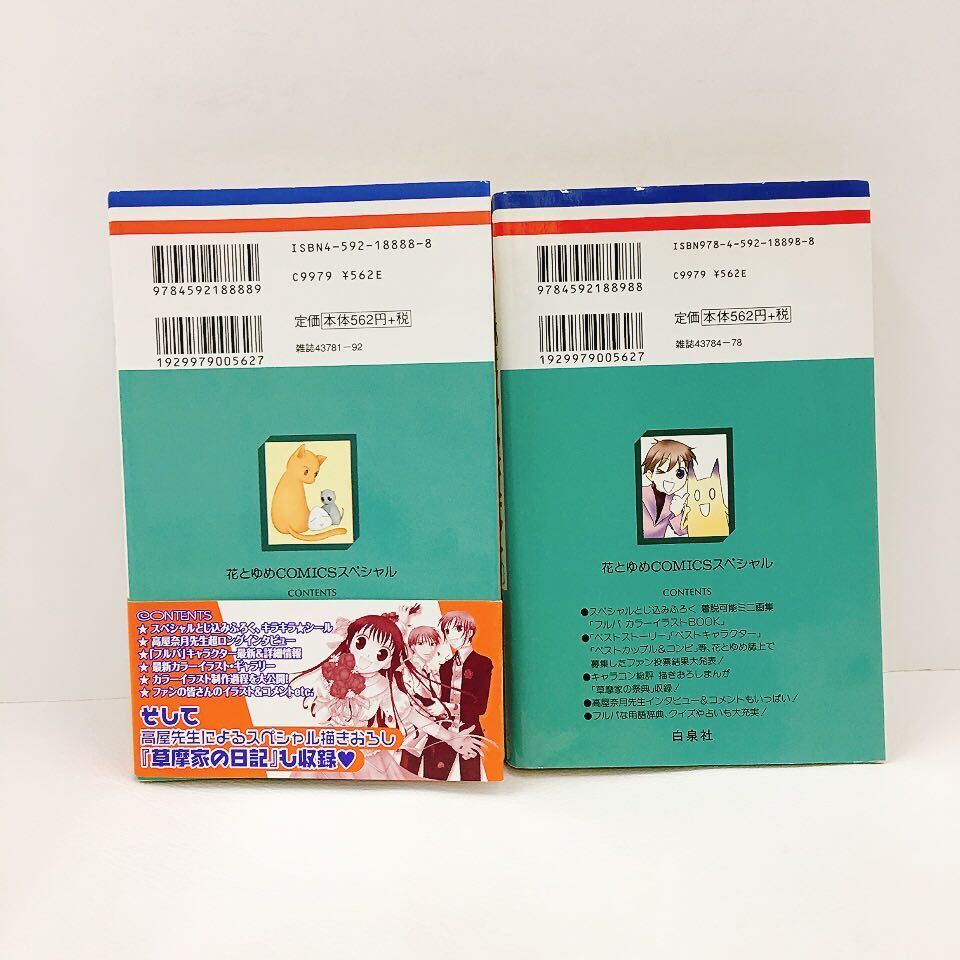 ISBN4-592-18888-8
C9979 ¥562E
9784592188889
定価 本体562円+税
雑誌43781-92
1929979005627
花とゆめCOMICSスペシャル
CONTENTS
©CONTENTS
★スペシャルとじ込みふろく、キラキラ★シール
★高屋奈月先生超ロングインタビュー
★「フルバ」キャラクター最新&詳細情報
★最新カラーイラスト・ギャラリー
★カラーイラスト制作過程を大公開!
★ファンの皆さんのイラスト&コメントetc.
そして
高屋先生によるスペシャル描きおろし
『草摩家の日記』も収録♥
ISBN978-4-592-18898-8
C9979 ¥562E
9784592188988
定価 本体562円+税
雑誌43784-78
1929979005627
花とゆめCOMICSスペシャル
CONTENTS
●スペシャルとじ込みふろく 着脱可能ミニ画集
「フルバ カラーイラストBOOK」
●「ベストストーリー」「ベストキャラクター」
「ベストカップル&コンビ」等、花とゆめ誌上で
募集したファン投票結果大発表!
●キャラコン総評 描きおろしまんが
「草摩家の祭典」収録!
●高屋奈月先生インタビュー&コメントもいっぱい!
●フルバな用語辞典、クイズや占いも大充実!
白泉社